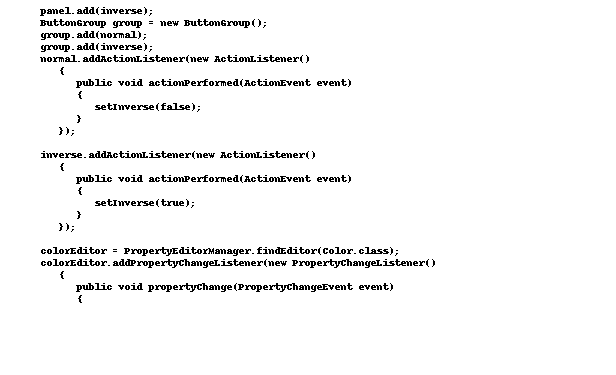 panel.add(inverse);
ButtonGroup group = new ButtonGroup();
group.add(normal);
group.add(inverse);
normal.addActionListener(new ActionListener()
{
public void actionPerformed(ActionEvent event)
{
setInverse(false);
}
});
inverse.addActionListener(new ActionListener()
{
public void actionPerformed(ActionEvent event)
{
setInverse(true);
}
});
colorEditor = PropertyEditorManager.findEditor(Color.class);
colorEditor.addPropertyChangeListener(new PropertyChangeListener()
{
public void propertyChange(PropertyChangeEvent event)
{